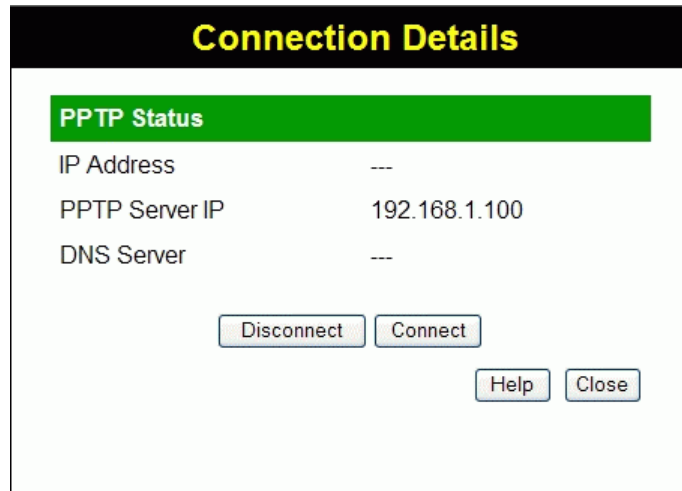 Connection Details
PPTP Status
IP Address ---
PPTP Server IP 192.168.1.100
DNS Server ---
Disconnect Connect
Help Close